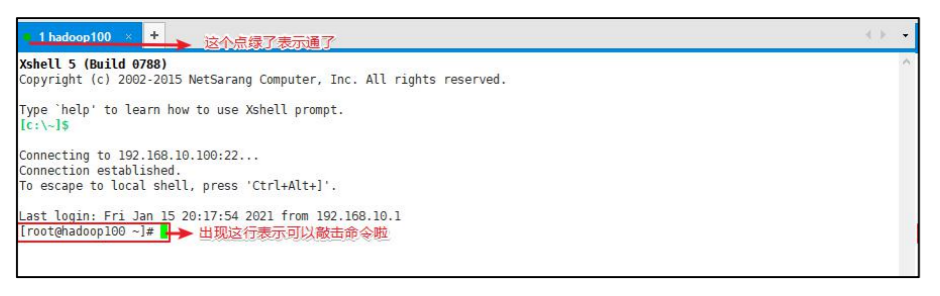 1 hadoop100 × +
这个点绿了表示通了
Xshell 5 (Build 0788)
Copyright (c) 2002-2015 NetSarang Computer, Inc. All rights reserved.
Type `help' to learn how to use Xshell prompt.
[c:\~]$
Connecting to 192.168.10.100:22...
Connection established.
To escape to local shell, press 'Ctrl+Alt+]'.
Last login: Fri Jan 15 20:17:54 2021 from 192.168.10.1
[root@hadoop100 ~]# 出现这行表示可以敲击命令啦